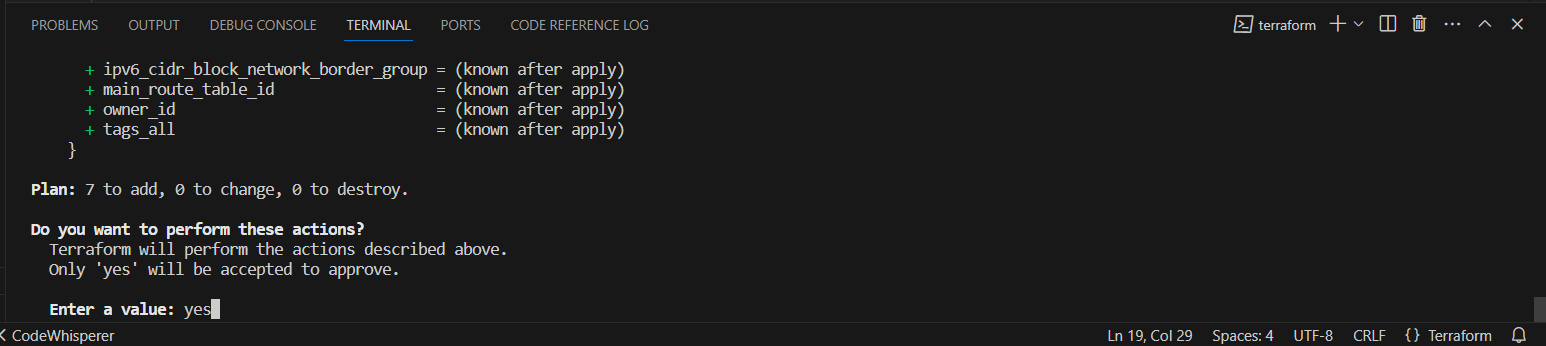 PROBLEMS OUTPUT DEBUG CONSOLE TERMINAL PORTS CODE REFERENCE LOG terraform
+ ipv6_cidr_block_network_border_group = (known after apply)
+ main_route_table_id = (known after apply)
+ owner_id = (known after apply)
+ tags_all = (known after apply)
}
Plan: 7 to add, 0 to change, 0 to destroy.
Do you want to perform these actions?
Terraform will perform the actions described above.
Only 'yes' will be accepted to approve.
Enter a value: yes
CodeWhisperer Ln 19, Col 29 Spaces: 4 UTF-8 CRLF {} Terraform